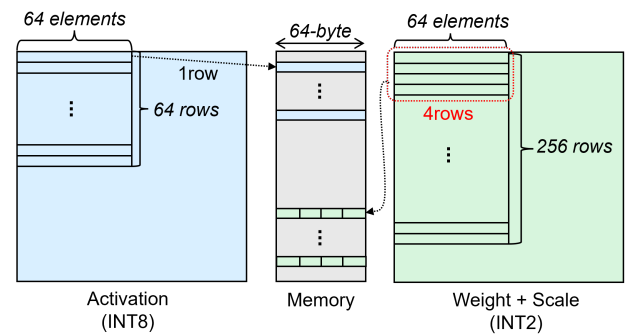 64 elements
64-byte
64 elements
1row
64 rows
4rows
256 rows
Activation
(INT8)
Memory
Weight + Scale
(INT2)